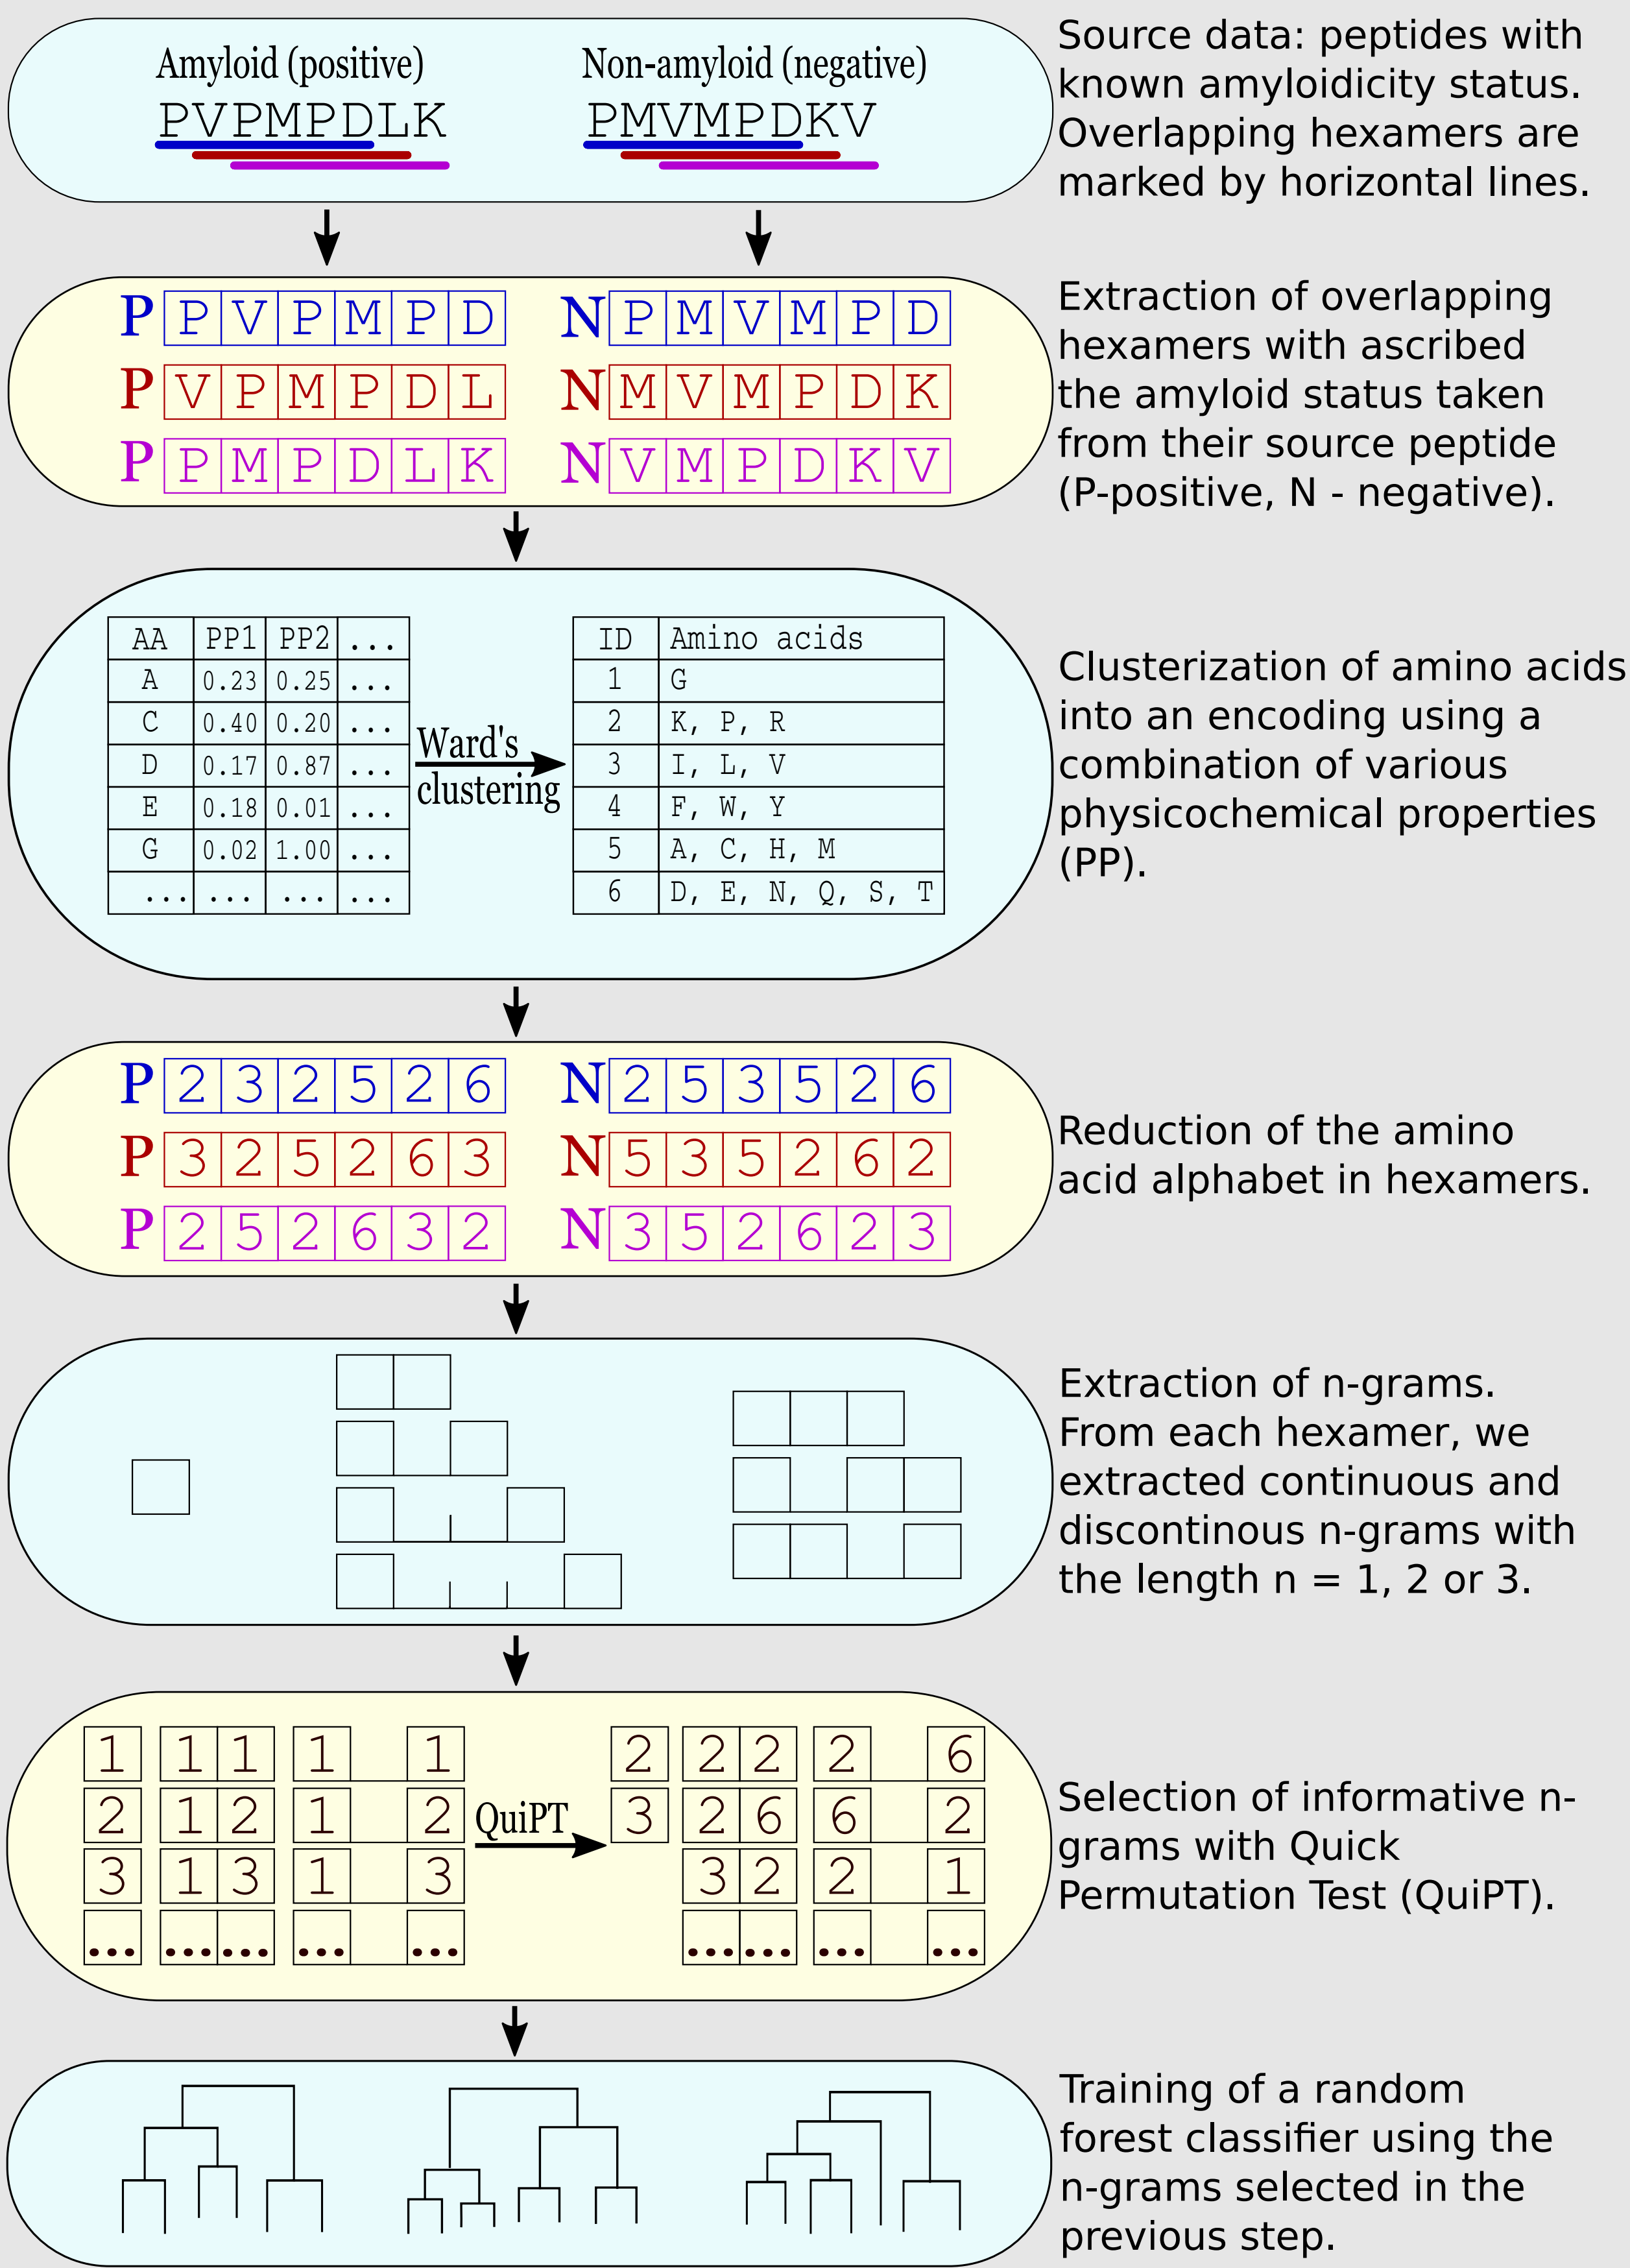 Amyloid (positive) Non-amyloid (negative)
PVPMPDLK PMVMPDKV
Source data: peptides with
known amyloidicity status.
Overlapping hexamers are
marked by horizontal lines.
P P V P M P D N P M V M P D
P V P M P D L N M V M P D K
P P M P D L K N V M P D K V
Extraction of overlapping
hexamers with ascribed
the amyloid status taken
from their source peptide
(P-positive, N - negative).
AA PP1 PP2 ...
A 0.23 0.25 ...
C 0.40 0.20 ...
D 0.17 0.87 ...
E 0.18 0.01 ...
G 0.02 1.00 ...
... ... ... ...
Ward's
clustering
ID Amino acids
1 G
2 K, P, R
3 I, L, V
4 F, W, Y
5 A, C, H, M
6 D, E, N, Q, S, T
Clusterization of amino acids
into an encoding using a
combination of various
physicochemical properties
(PP).
P 2 3 2 5 2 6 N 2 5 3 5 2 6
P 3 2 5 2 6 3 N 5 3 5 2 6 2
P 2 5 2 6 3 2 N 3 5 2 6 2 3
Reduction of the amino
acid alphabet in hexamers.
Extraction of n-grams.
From each hexamer, we
extracted continuous and
discontinous n-grams with
the length n = 1, 2 or 3.
1 1 1 1 1
2 1 2 1 2
3 1 3 1 3
... ... ... ... ...
QuiPT
2 2 2 2 6
3 2 6 6 2
3 2 2 1
... ... ... ...
Selection of informative n-
grams with Quick
Permutation Test (QuiPT).
Training of a random
forest classifier using the
n-grams selected in the
previous step.